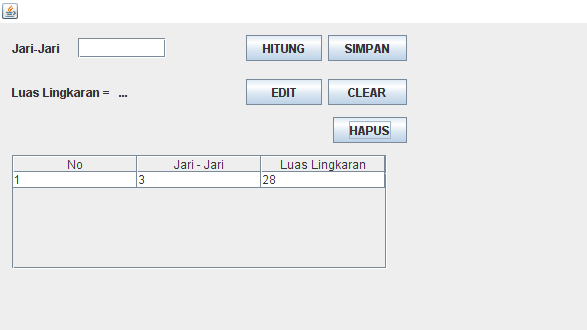 Jari-Jari HITUNG SIMPAN
Luas Lingkaran = ... EDIT CLEAR
HAPUS
No Jari - Jari Luas Lingkaran
1 3 28